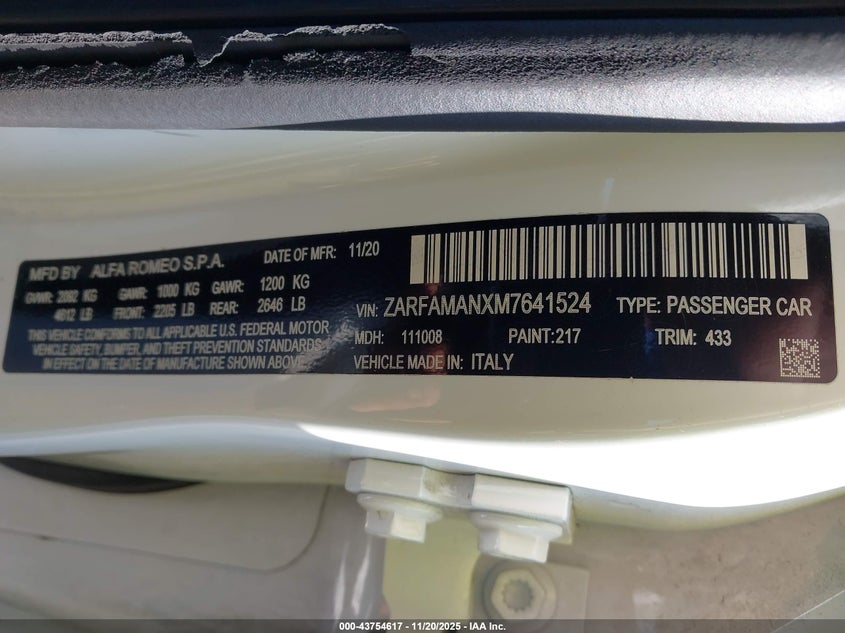 MFD BY ALFA ROMEO S.P.A. DATE OF MFR: 11/20
GVWR: 2082 KG GAWR: 1000 KG GAWR: 1200 KG
4612 LB FRONT: 2205 LB REAR: 2646 LB
THIS VEHICLE CONFORMS TO ALL APPLICABLE U.S. FEDERAL MOTOR
VEHICLE SAFETY, BUMPER, AND THEFT PREVENTION STANDARDS
IN EFFECT ON THE DATE OF MANUFACTURE SHOWN ABOVE.
VIN: ZARFAMANXM7641524 TYPE: PASSENGER CAR
MDH: 111008 PAINT:217 TRIM: 433
VEHICLE MADE IN: ITALY
000-43754617 - 11/20/2025 - IAA Inc.